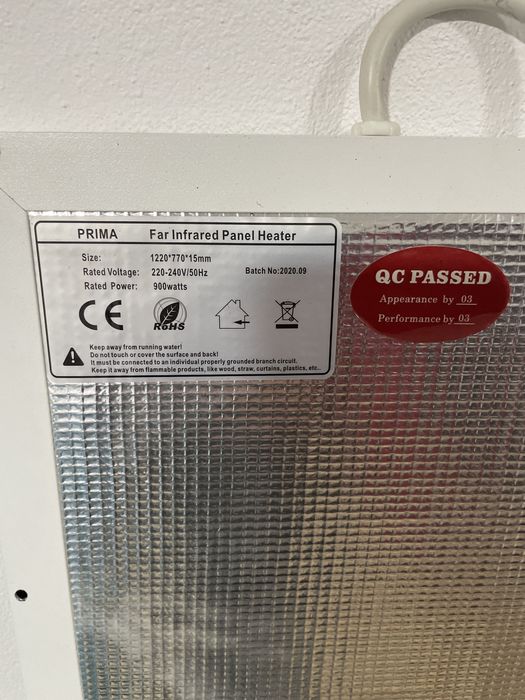 PRIMA Far Infrared Panel Heater
Size: 1220*770*15mm
Rated Voltage: 220-240V/50Hz Batch No:2020.09
Rated Power: 900watts
CE
RoHS
Keep away from running water!
Do not touch or cover the surface and back!
It must be connected to an individual properly grounded branch circuit.
Keep it away from flammable products, like wood, straw, curtains, plastics, etc..
QC PASSED
Appearance by 03
Performance by 03